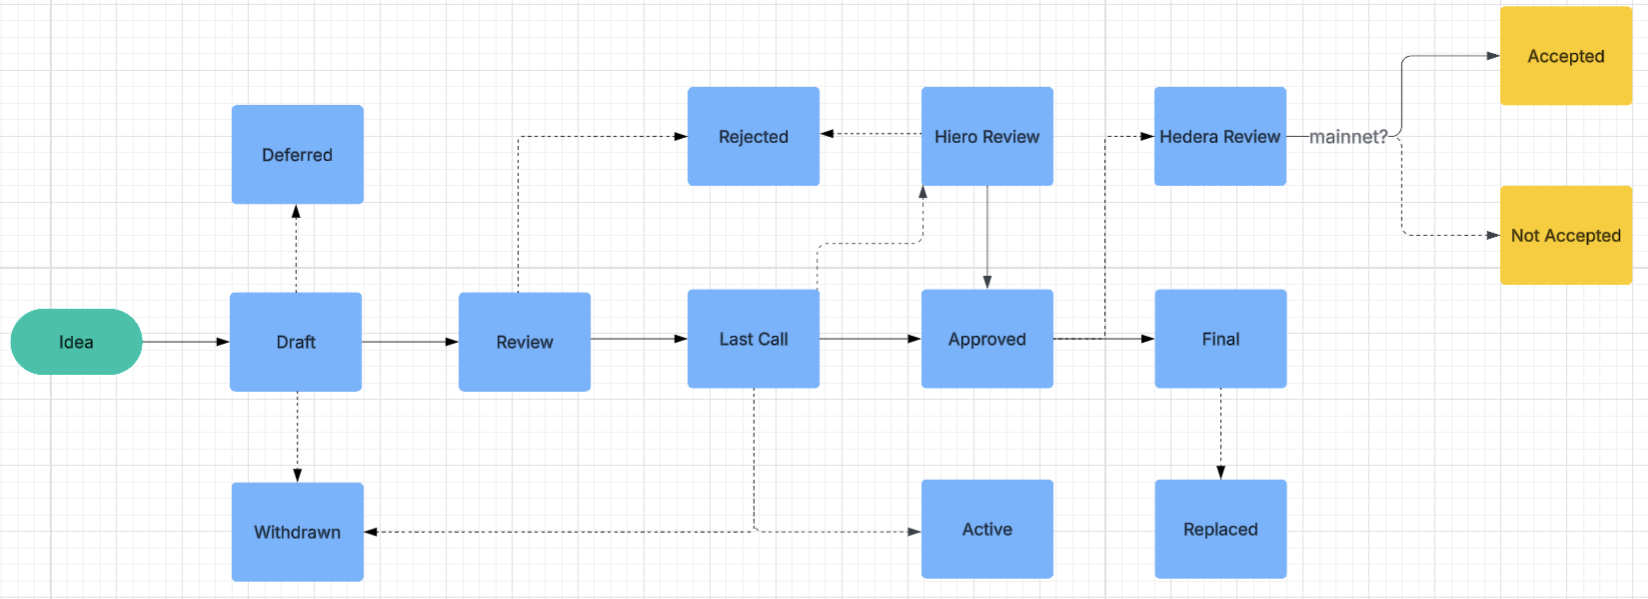 Accepted
Deferred
Rejected
Hiero Review
Hedera Review
mainnet?
Not Accepted
Idea
Draft
Review
Last Call
Approved
Final
Withdrawn
Active
Replaced